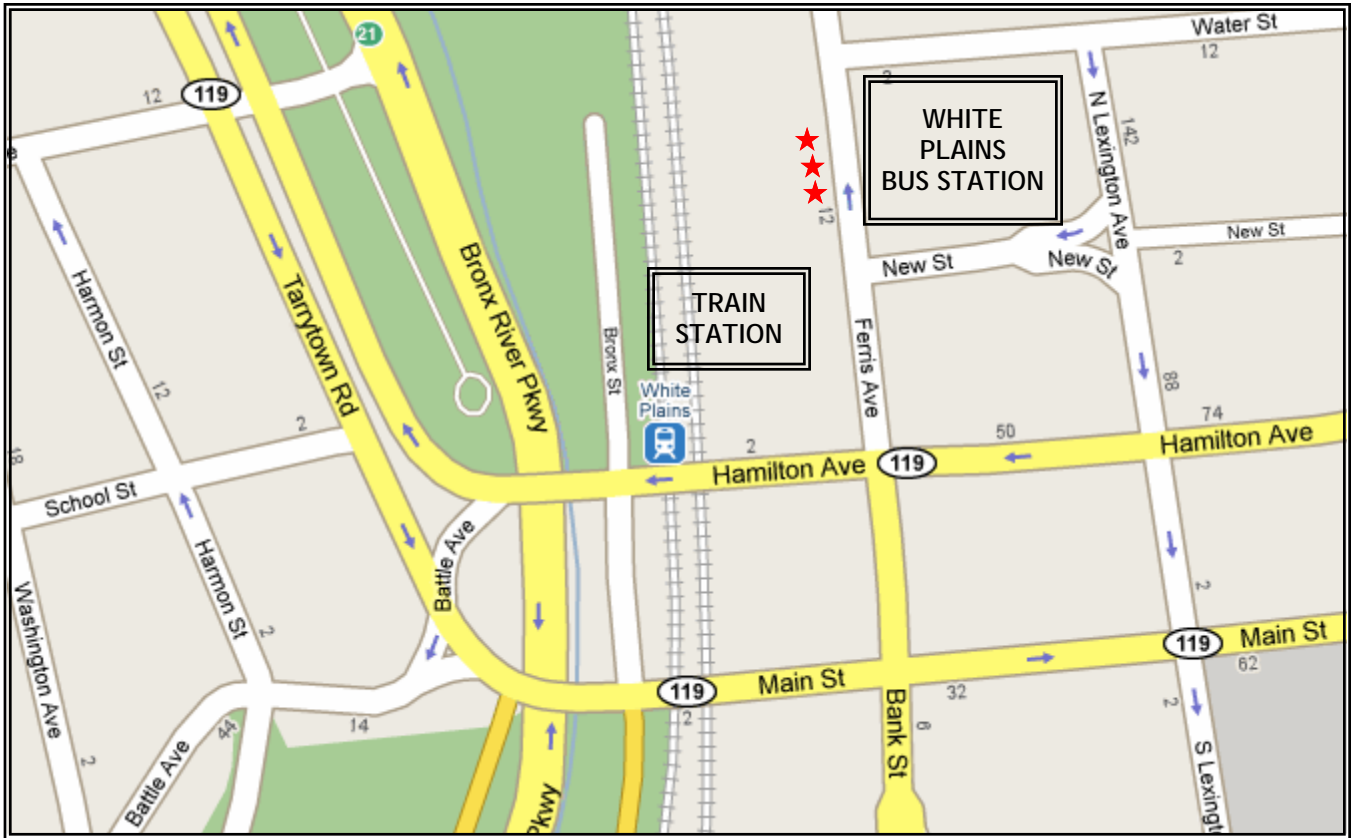 21
Water St
12
2
119
12
WHITE
PLAINS
BUS STATION
N Lexington Ave
142
e
12
New St
New St
New St
2
Harmon St
Tarrytown Rd
Bronx River Pkwy
TRAIN
STATION
Bronx St
Ferris Ave
88
12
White
Plains
2
74
2
50
Hamilton Ave
18
Hamilton Ave
119
School St
Battle Ave
Harmon St
2
Washington Ave
2
Main St
119
62
Main St
119
2
32
2
Bank St
6
14
44
Battle Ave
2
S Lexingt
Pkwy